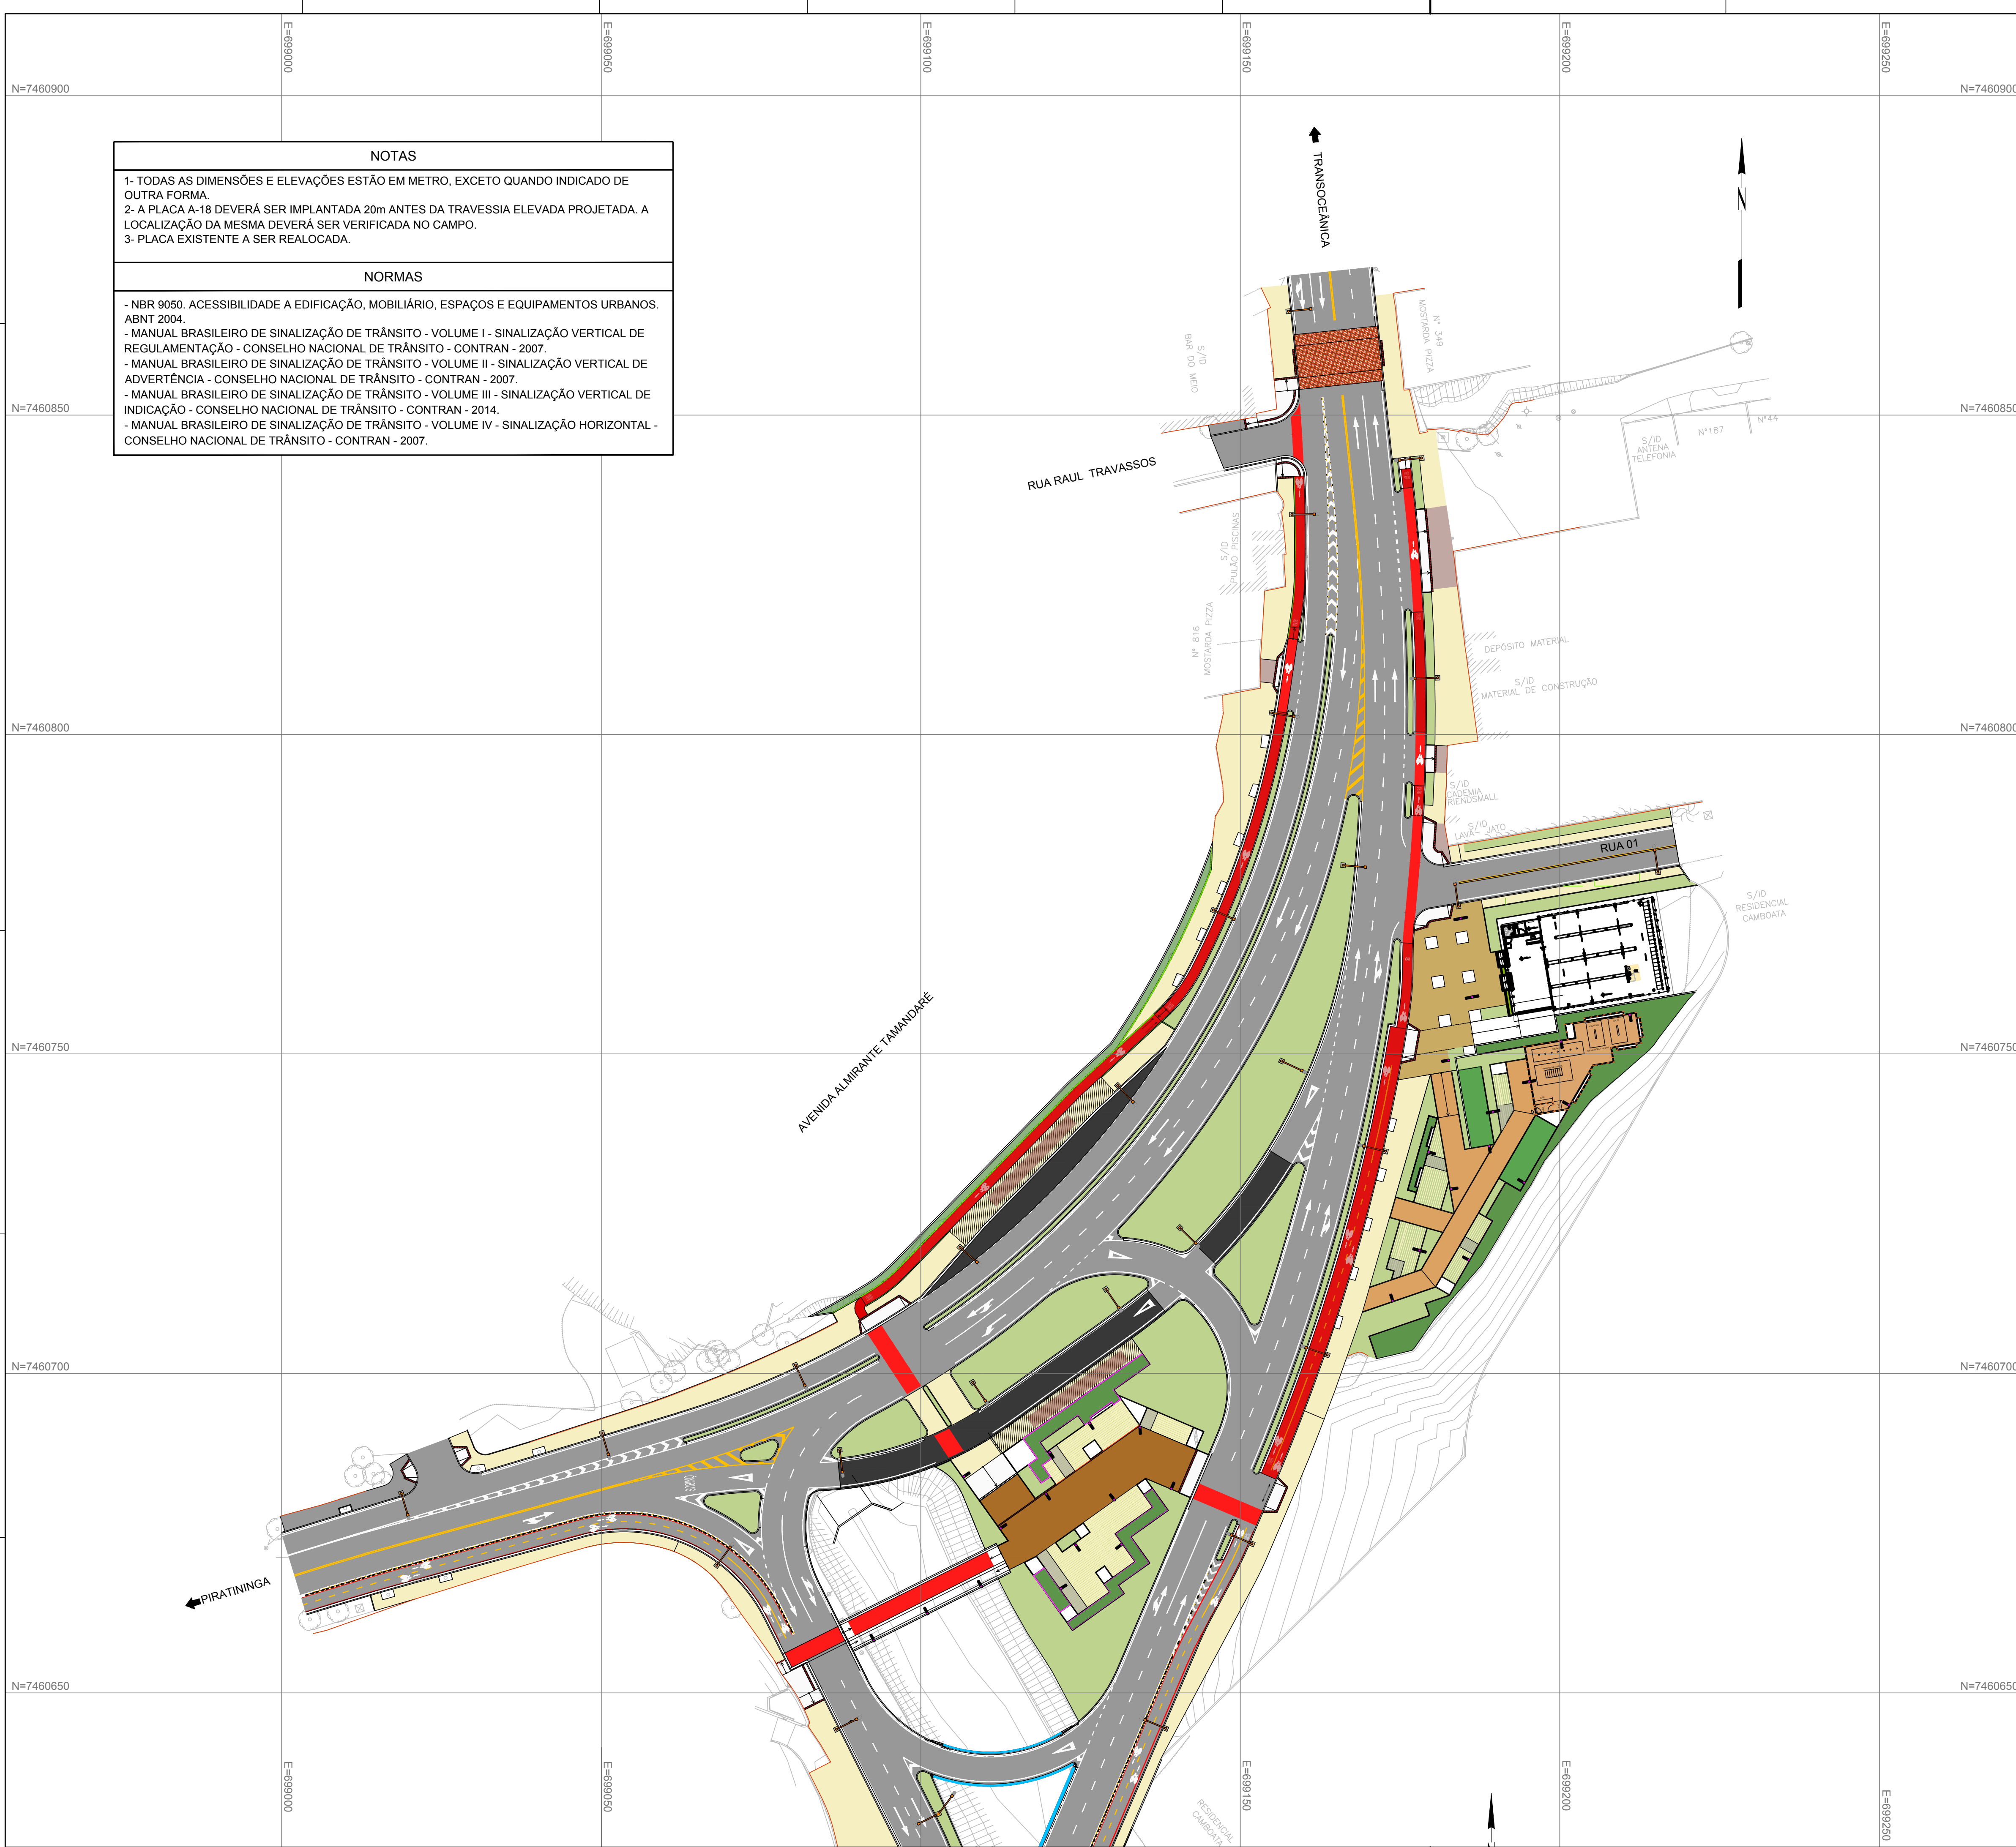 E=699000
E=699050
E=699100
E=699150
E=699200
E=699250
N=7460900
N=7460900
NOTAS
1- TODAS AS DIMENSÕES E ELEVAÇÕES ESTÃO EM METRO, EXCETO QUANDO INDICADO DE
OUTRA FORMA.
2- A PLACA A-18 DEVERÁ SER IMPLANTADA 20m ANTES DA TRAVESSIA ELEVADA PROJETADA. A
LOCALIZAÇÃO DA MESMA DEVERÁ SER VERIFICADA NO CAMPO.
3- PLACA EXISTENTE A SER REALOCADA.
NORMAS
- NBR 9050. ACESSIBILIDADE A EDIFICAÇÃO, MOBILIÁRIO, ESPAÇOS E EQUIPAMENTOS URBANOS.
ABNT 2004.
- MANUAL BRASILEIRO DE SINALIZAÇÃO DE TRÂNSITO - VOLUME I - SINALIZAÇÃO VERTICAL DE
REGULAMENTAÇÃO - CONSELHO NACIONAL DE TRÂNSITO - CONTRAN - 2007.
- MANUAL BRASILEIRO DE SINALIZAÇÃO DE TRÂNSITO - VOLUME II - SINALIZAÇÃO VERTICAL DE
ADVERTÊNCIA - CONSELHO NACIONAL DE TRÂNSITO - CONTRAN - 2007.
- MANUAL BRASILEIRO DE SINALIZAÇÃO DE TRÂNSITO - VOLUME III - SINALIZAÇÃO VERTICAL DE
INDICAÇÃO - CONSELHO NACIONAL DE TRÂNSITO - CONTRAN - 2014.
- MANUAL BRASILEIRO DE SINALIZAÇÃO DE TRÂNSITO - VOLUME IV - SINALIZAÇÃO HORIZONTAL -
CONSELHO NACIONAL DE TRÂNSITO - CONTRAN - 2007.
TRANSOCEÂNICA
N
S/ID
BAR DO MEIO
N° 349
MOSTARDA PIZZA
N=7460850
N=7460850
S/ID
ANTENA
TELEFONIA
N°187
N°44
RUA RAUL TRAVASSOS
S/ID
PULÃO PISCINAS
N° 816
MOSTARDA PIZZA
DEPÓSITO MATERIAL
S/ID
MATERIAL DE CONSTRUÇÃO
N=7460800
N=7460800
S/ID
CADEMIA
RIENDSMALL
S/ID
LAVA- JATO
RUA 01
S/ID
RESIDENCIAL
CAMBOATA
AVENIDA ALMIRANTE TAMANDARÉ
N=7460750
N=7460750
N=7460700
N=7460700
ÔNIBUS
PIRATININGA
N=7460650
N=7460650
RESIDENCIAL
CAMBOATA
E=699000
E=699050
E=699150
E=699200
E=699250